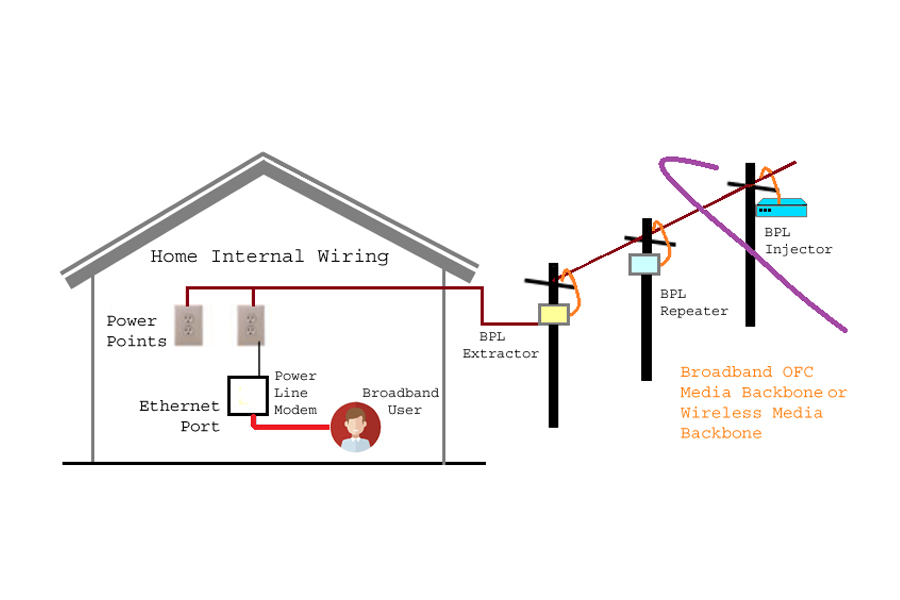 Home Internal Wiring
Power
Points
Ethernet
Port
Power
Line
Modem
Broadband
User
BPL
Extractor
BPL
Repeater
BPL
Injector
Broadband OFC
Media Backbone or
Wireless Media
Backbone